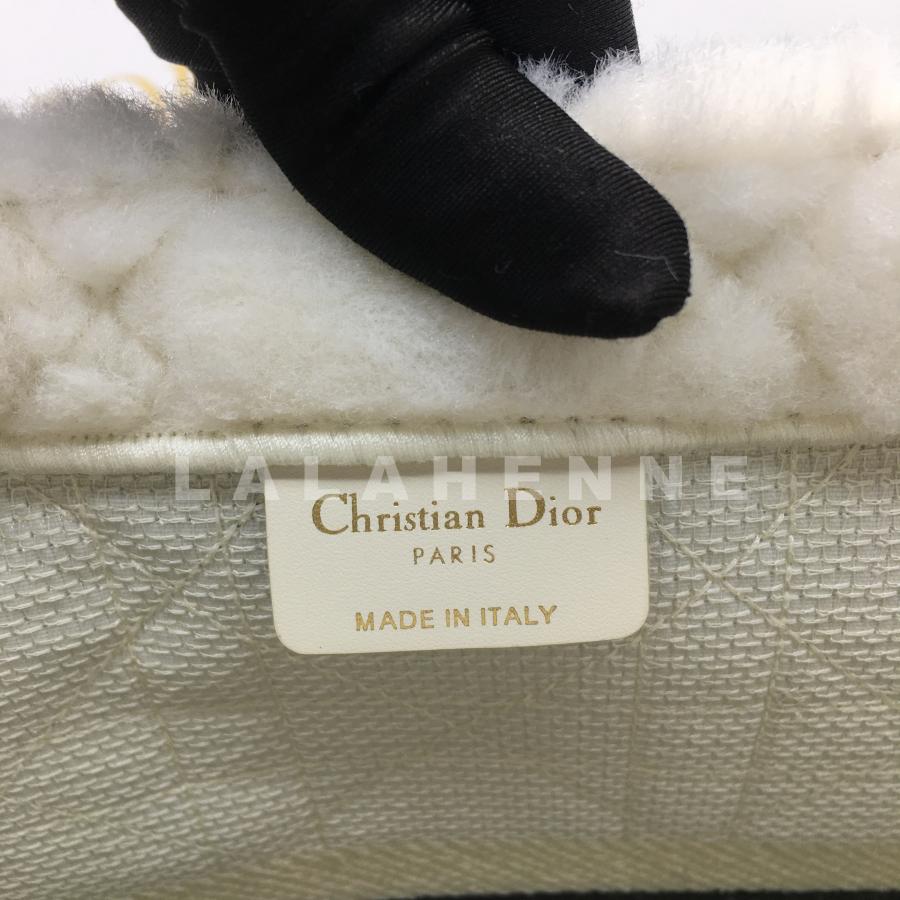 LALAHENNE
Christian Dior
PARIS
MADE IN ITALY